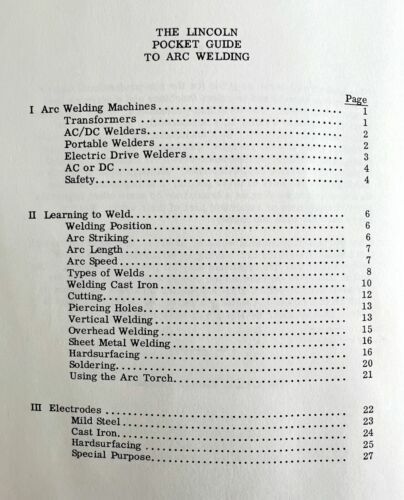 THE LINCOLN
POCKET GUIDE
TO ARC WELDING
Page
I Arc Welding Machines 1
Transformers 1
AC/DC Welders 2
Portable Welders 2
Electric Drive Welders 3
AC or DC 4
Safety 4
II Learning to Weld 6
Welding Position 6
Arc Striking 6
Arc Length 7
Arc Speed 7
Types of Welds 8
Welding Cast Iron 10
Cutting 12
Piercing Holes 13
Vertical Welding 13
Overhead Welding 15
Sheet Metal Welding 16
Hardsurfacing 16
Soldering 20
Using the Arc Torch 21
III Electrodes 22
Mild Steel 23
Cast Iron 24
Hardsurfacing 25
Special Purpose 27